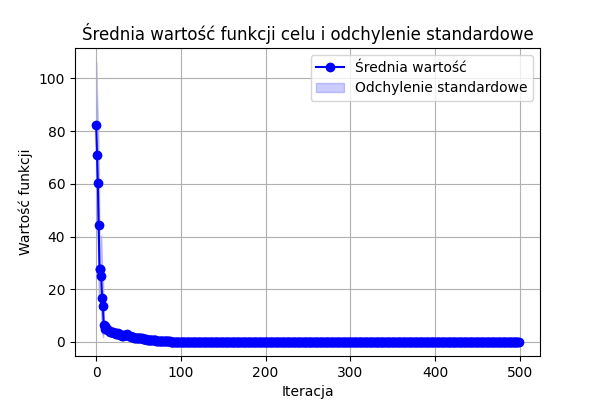 Średnia wartość funkcji celu i odchylenie standardowe
Średnia wartość
Odchylenie standardowe
Wartość funkcji
100
80
60
40
20
0
0 100 200 300 400 500
Iteracja